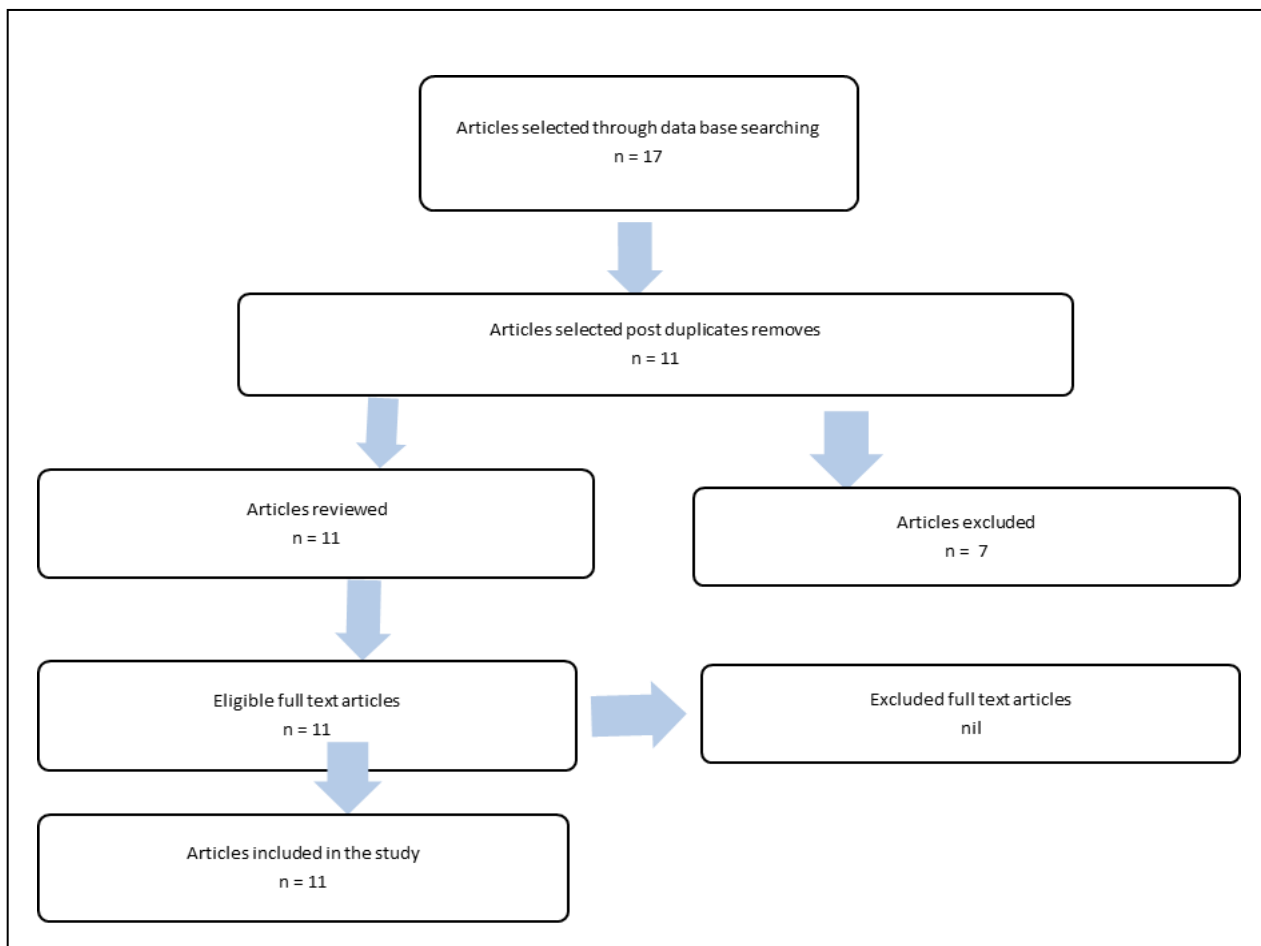 Articles selected through data base searching
n = 17
Articles selected post duplicates removes
n = 11
Articles reviewed
n = 11
Articles excluded
n = 7
Eligible full text articles
n = 11
Excluded full text articles
nil
Articles included in the study
n = 11